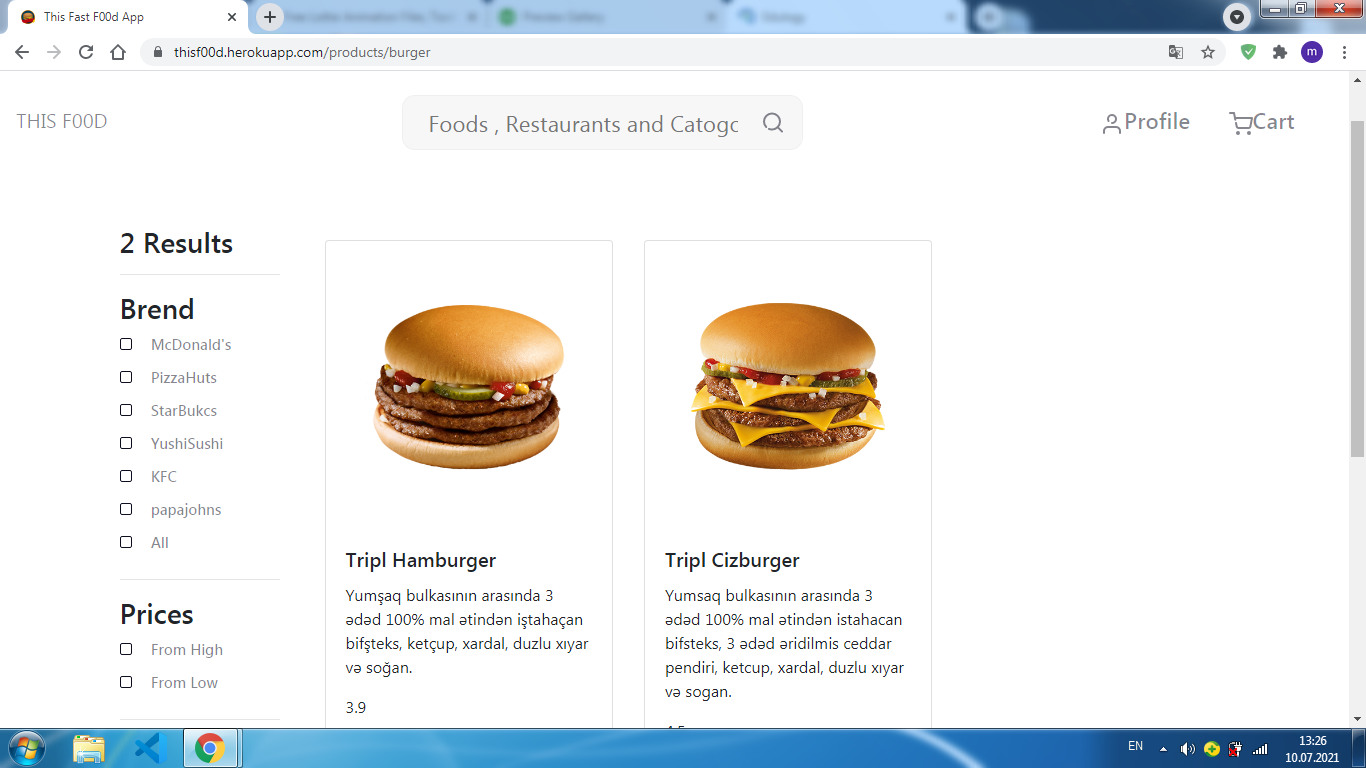 This Fast F00d App
Preview Gallery
thisf00d.herokuapp.com/products/burger
m
THIS F00D
Foods , Restaurants and Catogo
Profile
Cart
2 Results
Brend
McDonald's
PizzaHuts
StarBukcs
YushiSushi
KFC
papajohns
All
Prices
From High
From Low
Tripl Hamburger
Yumşaq bulkasının arasında 3
ədəd 100% mal ətindən iştahaçan
bifşteks, ketçup, xardal, duzlu xıyar
və soğan.
3.9
Tripl Cizburger
Yumsaq bulkasının arasında 3
ədəd 100% mal ətindən istahacan
bifsteks, 3 ədəd əridilmis ceddar
pendiri, ketcup, xardal, duzlu xıyar
və sogan.
EN
13:26
10.07.2021